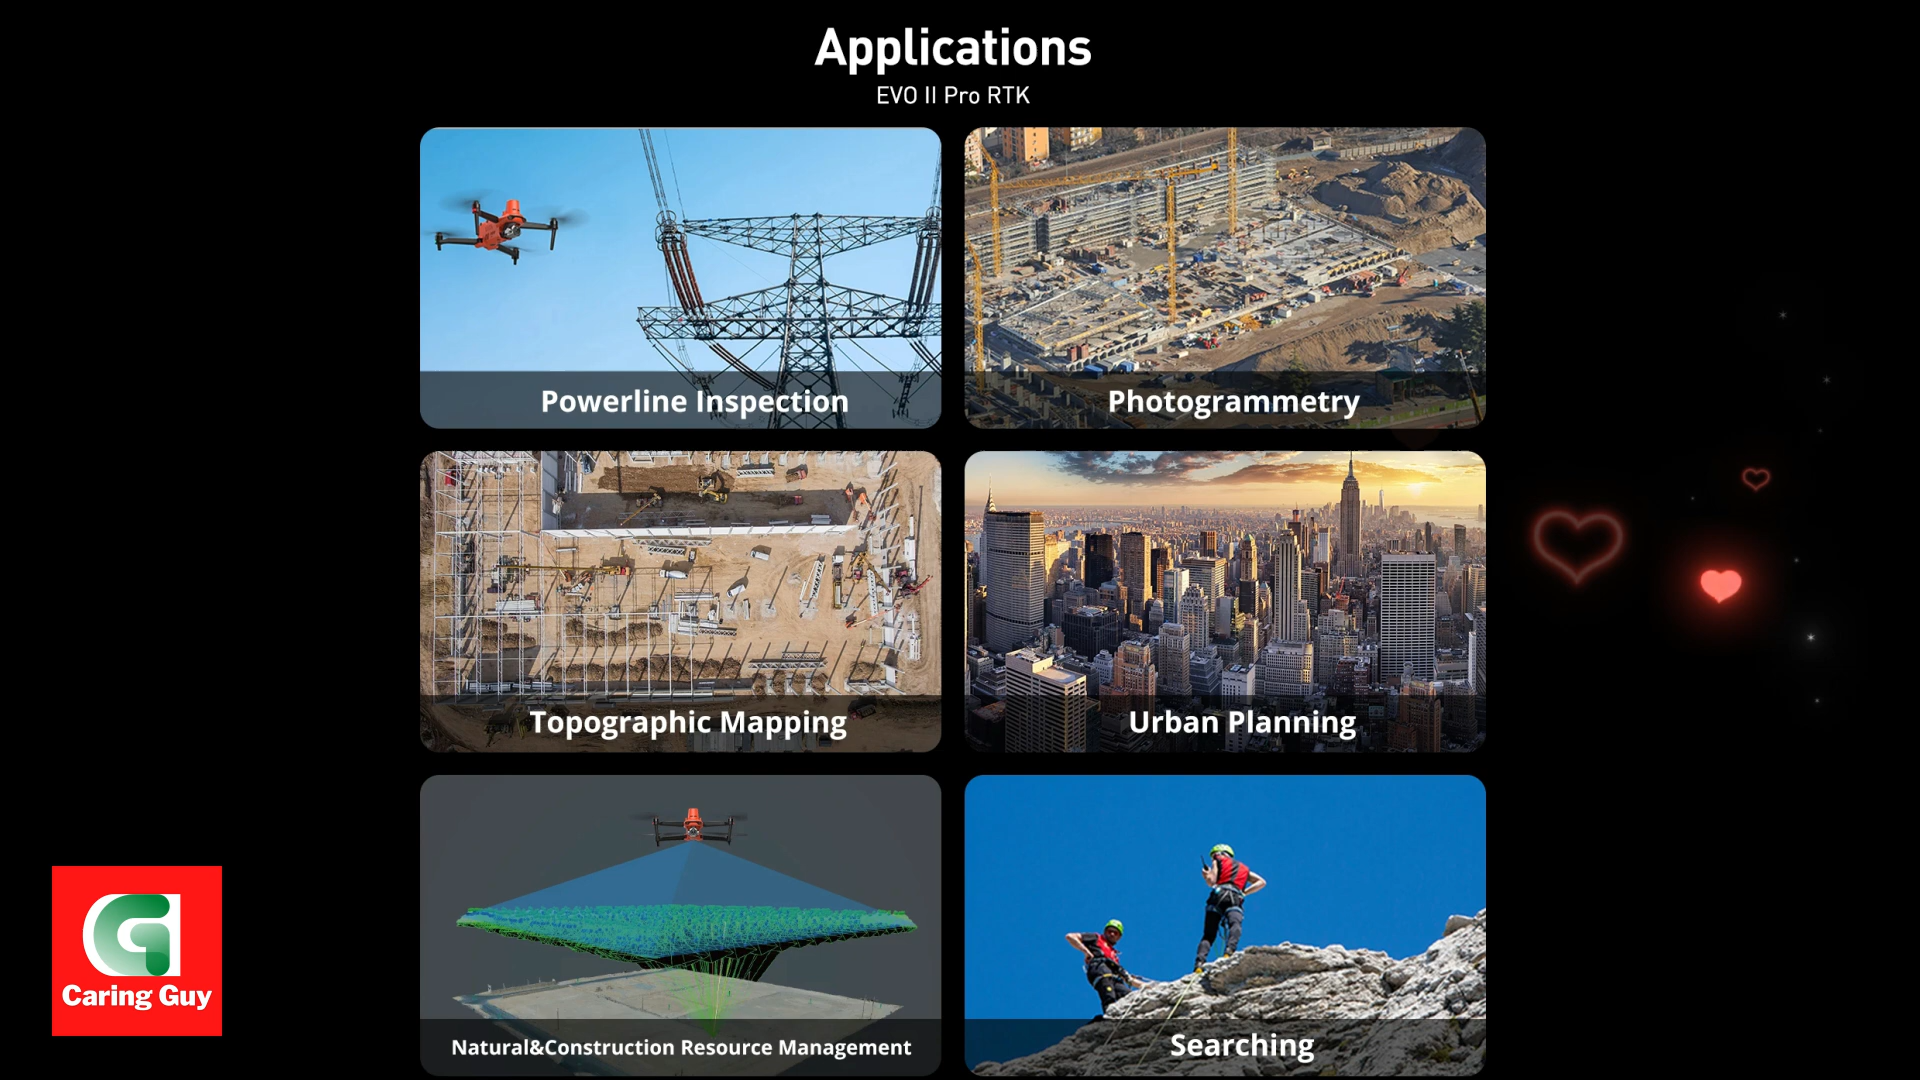 Applications
EVO II Pro RTK
Powerline Inspection
Photogrammetry
Topographic Mapping
Urban Planning
Natural&Construction Resource Management
Searching
Caring Guy